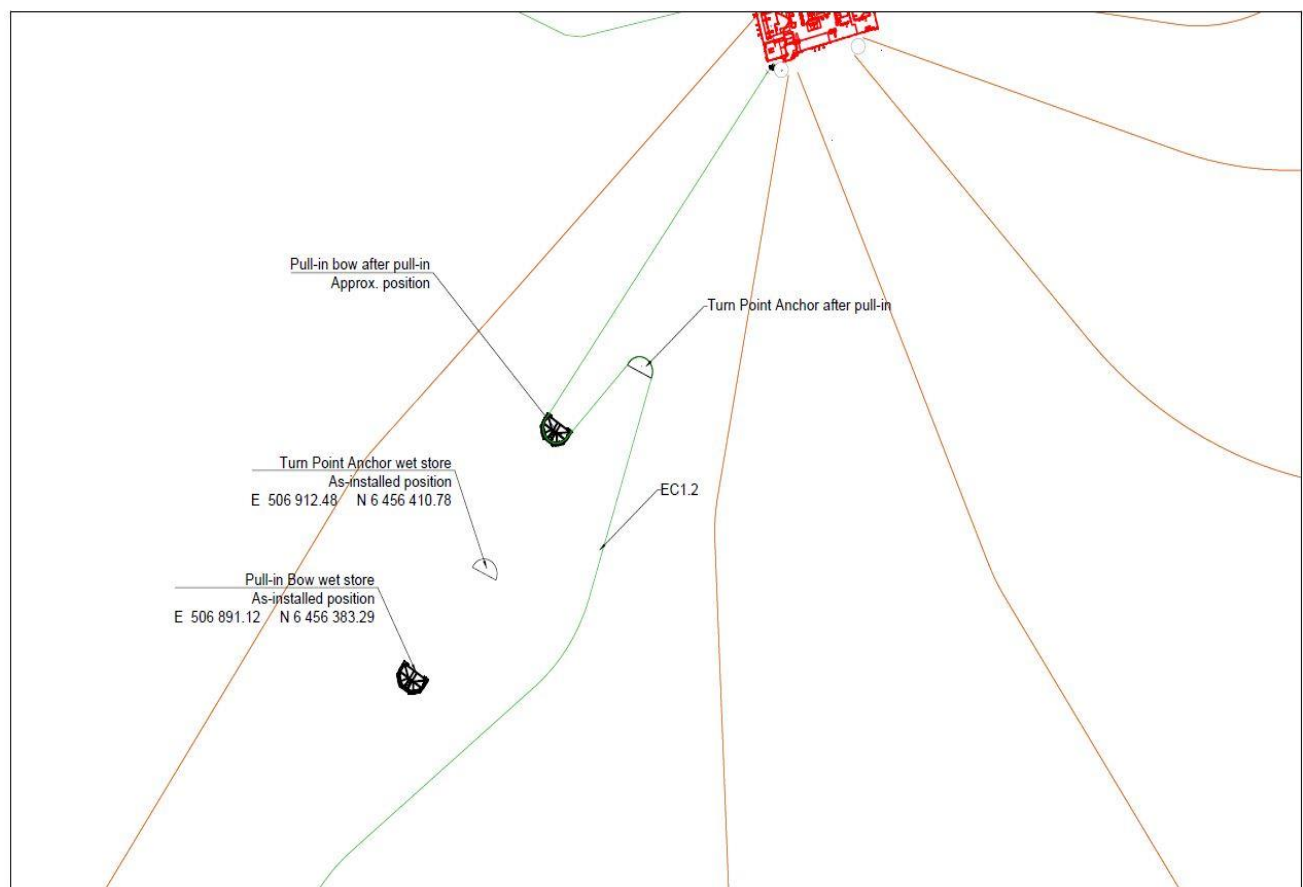 Pull-in bow after pull-in
Approx. position
Turn Point Anchor after pull-in
Turn Point Anchor wet store
As-installed position
E 506 912.48 N 6 456 410.78
EC1.2
Pull-in Bow wet store
As-installed position
E 506 891.12 N 6 456 383.29